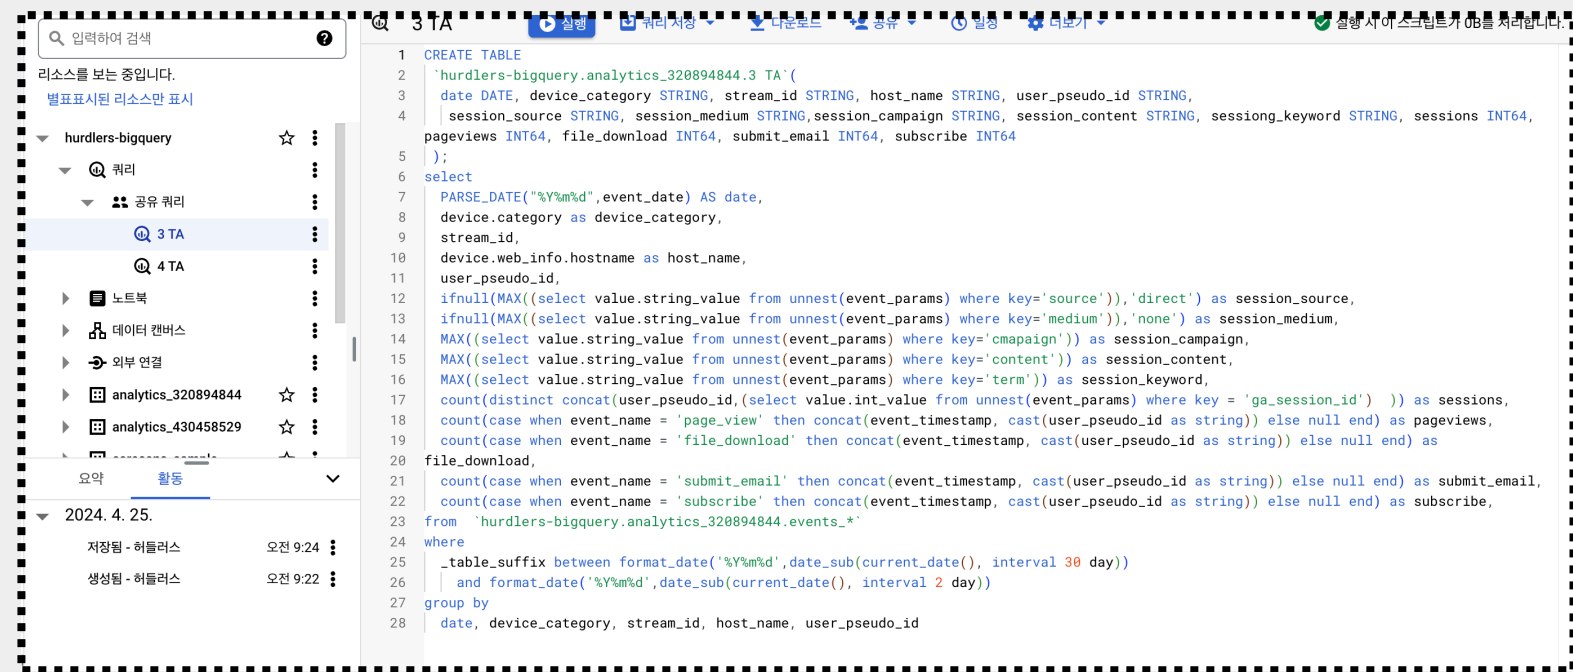 입력하여 검색
리소스를 보는 중입니다.
별표표시된 리소스만 표시
hurdlers-bigquery
쿼리
공유 쿼리
3 TA
4 TA
노트북
데이터 캔버스
외부 연결
analytics_320894844
analytics_430458529
요약 활동
2024. 4. 25.
저장됨 - 허들러스 오전 9:24
생성됨 - 허들러스 오전 9:22
3 TA 실행 쿼리 저장 다운로드 공유 일정 더보기 실행 시 이 스크립트가 0B를 처리합니다.
1 CREATE TABLE
2 `hurdlers-bigquery.analytics_320894844.3 TA`(
3 date DATE, device_category STRING, stream_id STRING, host_name STRING, user_pseudo_id STRING,
4 session_source STRING, session_medium STRING,session_campaign STRING, session_content STRING, sessiong_keyword STRING, sessions INT64,
pageviews INT64, file_download INT64, submit_email INT64, subscribe INT64
5 );
6 select
7 PARSE_DATE("%Y%m%d",event_date) AS date,
8 device.category as device_category,
9 stream_id,
10 device.web_info.hostname as host_name,
11 user_pseudo_id,
12 ifnull(MAX((select value.string_value from unnest(event_params) where key='source')),'direct') as session_source,
13 ifnull(MAX((select value.string_value from unnest(event_params) where key='medium')),'none') as session_medium,
14 MAX((select value.string_value from unnest(event_params) where key='cmapaign')) as session_campaign,
15 MAX((select value.string_value from unnest(event_params) where key='content')) as session_content,
16 MAX((select value.string_value from unnest(event_params) where key='term')) as session_keyword,
17 count(distinct concat(user_pseudo_id,(select value.int_value from unnest(event_params) where key = 'ga_session_id')  )) as sessions,
18 count(case when event_name = 'page_view' then concat(event_timestamp, cast(user_pseudo_id as string)) else null end) as pageviews,
19 count(case when event_name = 'file_download' then concat(event_timestamp, cast(user_pseudo_id as string)) else null end) as
20 file_download,
21 count(case when event_name = 'submit_email' then concat(event_timestamp, cast(user_pseudo_id as string)) else null end) as submit_email,
22 count(case when event_name = 'subscribe' then concat(event_timestamp, cast(user_pseudo_id as string)) else null end) as subscribe,
23 from  `hurdlers-bigquery.analytics_320894844.events_*`
24 where
25 _table_suffix between format_date('%Y%m%d',date_sub(current_date(), interval 30 day))
26 and format_date('%Y%m%d',date_sub(current_date(), interval 2 day))
27 group by
28 date, device_category, stream_id, host_name, user_pseudo_id